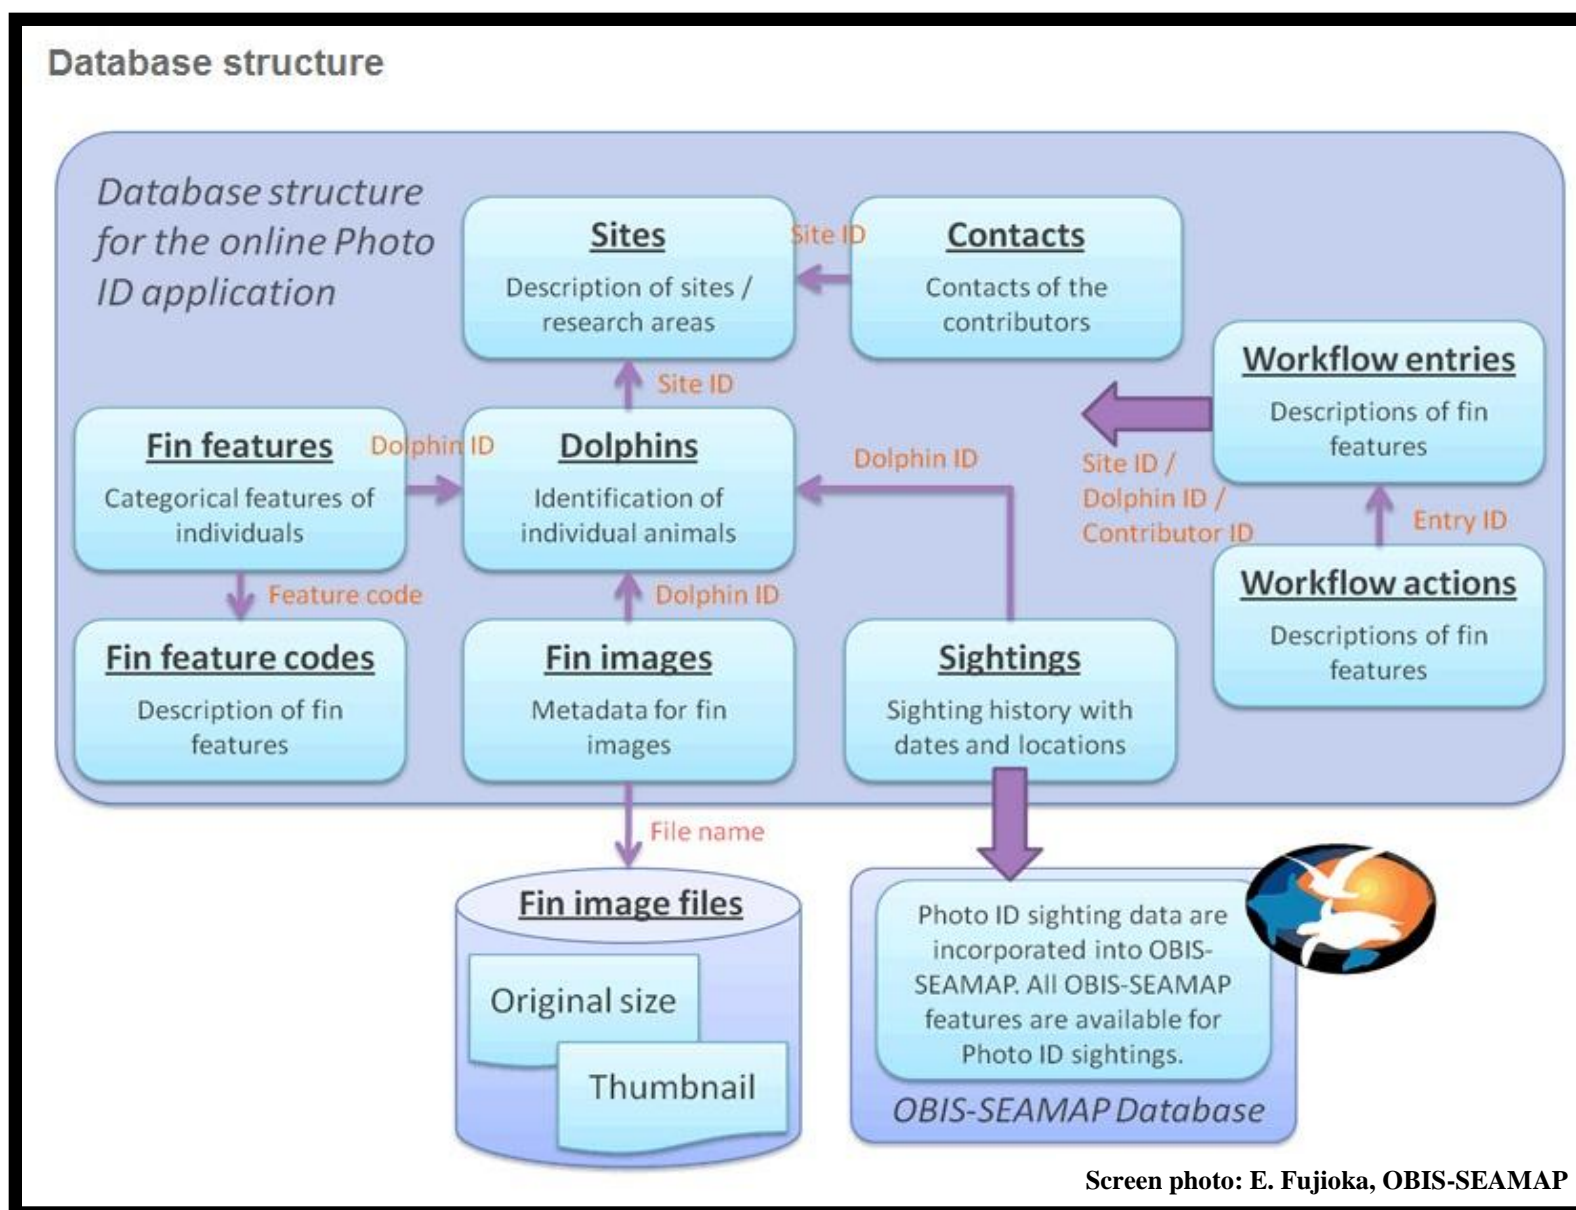 Database structure
Database structure
for the online Photo
ID application
Sites
Description of sites /
research areas
Site ID
Contacts
Contacts of the
contributors
Workflow entries
Descriptions of fin
features
Site ID
Fin features
Categorical features of
individuals
Dolphin ID
Dolphins
Identification of
individual animals
Dolphin ID
Site ID /
Dolphin ID /
Contributor ID
Entry ID
Workflow actions
Descriptions of fin
features
Feature code
Dolphin ID
Fin feature codes
Description of fin
features
Fin images
Metadata for fin
images
Sightings
Sighting history with
dates and locations
File name
Fin image files
Original size
Thumbnail
Photo ID sighting data are
incorporated into OBIS-
SEAMAP. All OBIS-SEAMAP
features are available for
Photo ID sightings.
OBIS-SEAMAP Database
Screen photo: E. Fujioka, OBIS-SEAMAP